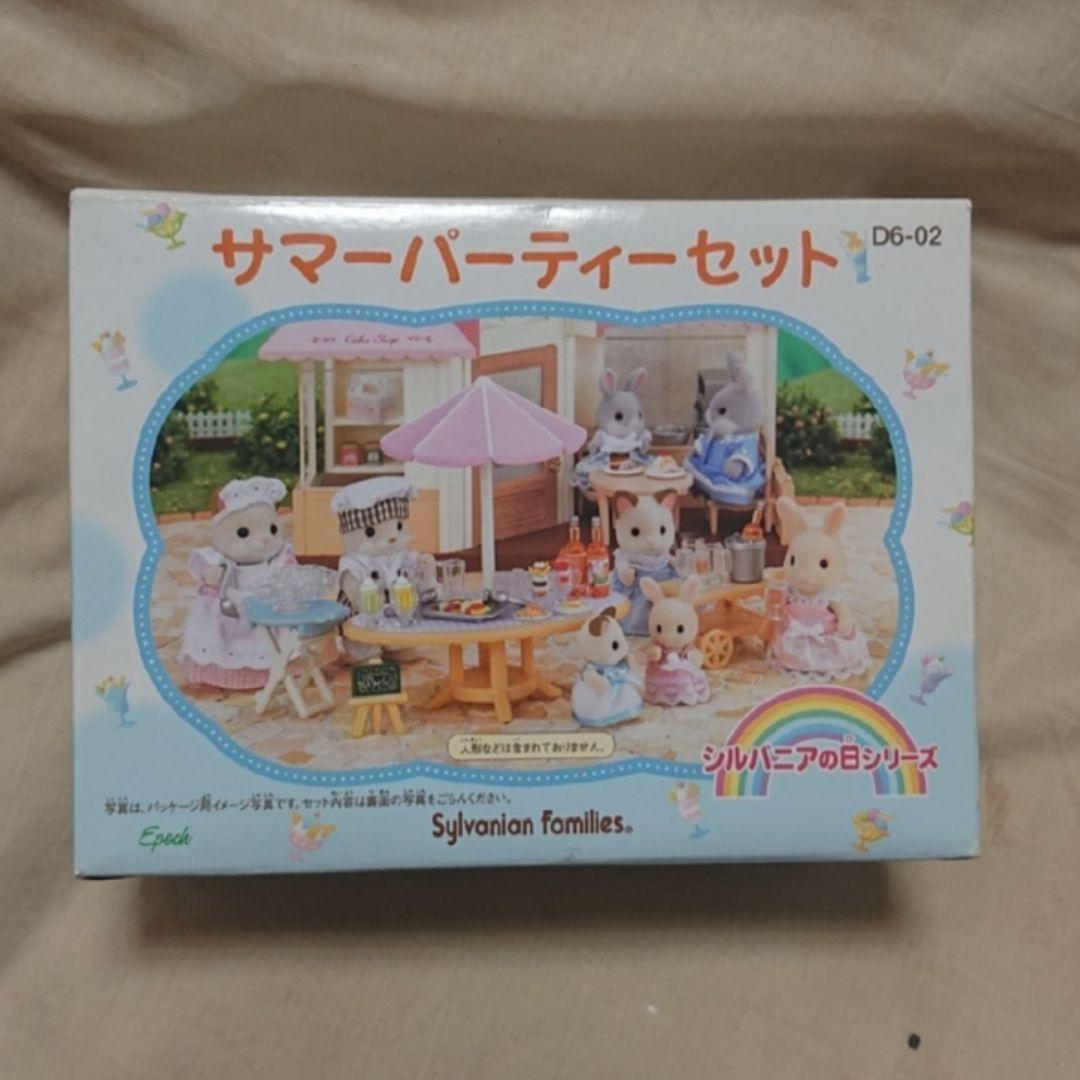 サマーパーティーセット
D6-02
Cake Shop
人形などは含まれておりません。
シルバニアの日シリーズ
写真は、パッケージ用イメージ写真です。セット内容は裏面の写真をごらんください。
Epoch
Sylvanian Families®